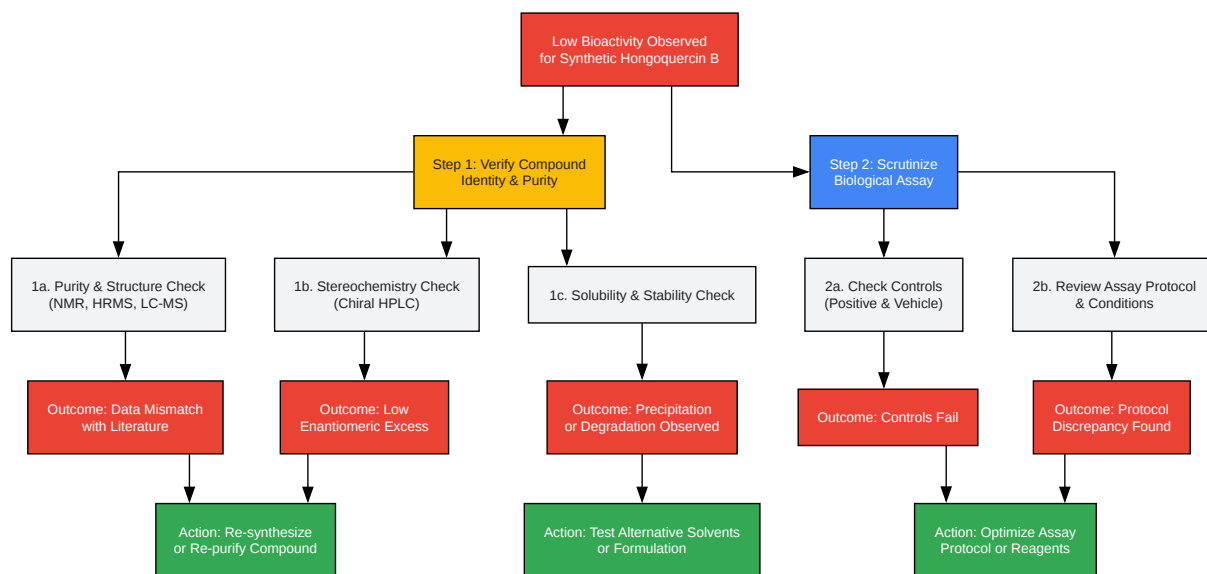 Low Bioactivity Observed
for Synthetic Hongoquercin B
Step 1: Verify Compound
Identity & Purity
Step 2: Scrutinize
Biological Assay
1a. Purity & Structure Check
(NMR, HRMS, LC-MS)
1b. Stereochemistry Check
(Chiral HPLC)
1c. Solubility & Stability Check
2a. Check Controls
(Positive & Vehicle)
2b. Review Assay Protocol
& Conditions
Outcome: Data Mismatch
with Literature
Outcome: Low
Enantiomeric Excess
Outcome: Precipitation
or Degradation Observed
Outcome: Controls Fail
Outcome: Protocol
Discrepancy Found
Action: Re-synthesize
or Re-purify Compound
Action: Test Alternative Solvents
or Formulation
Action: Optimize Assay
Protocol or Reagents